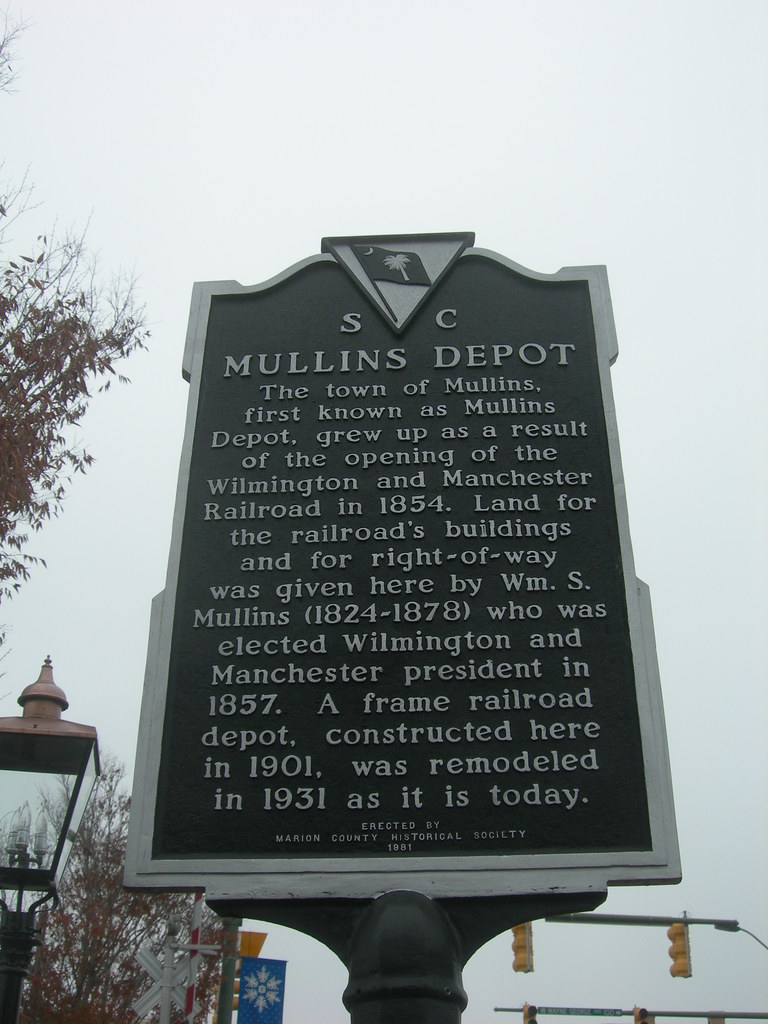 S C
MULLINS DEPOT
The town of Mullins,
first known as Mullins
Depot, grew up as a result
of the opening of the
Wilmington and Manchester
Railroad in 1854. Land for
the railroad's buildings
and for right-of-way
was given here by Wm. S.
Mullins (1824-1878) who was
elected Wilmington and
Manchester president in
1857. A frame railroad
depot, constructed here
in 1901, was remodeled
in 1931 as it is today.
ERECTED BY
MARION COUNTY HISTORICAL SOCIETY
1981